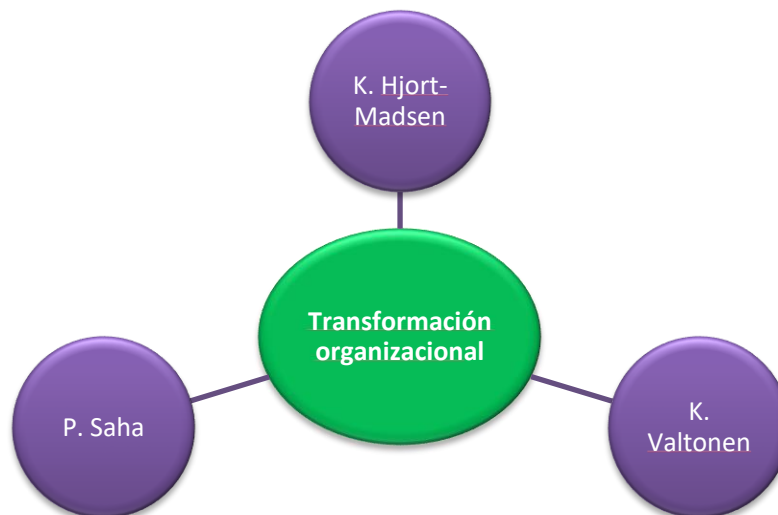 K. Hjort-
Madsen
Transformación
organizacional
P. Saha
K.
Valtonen